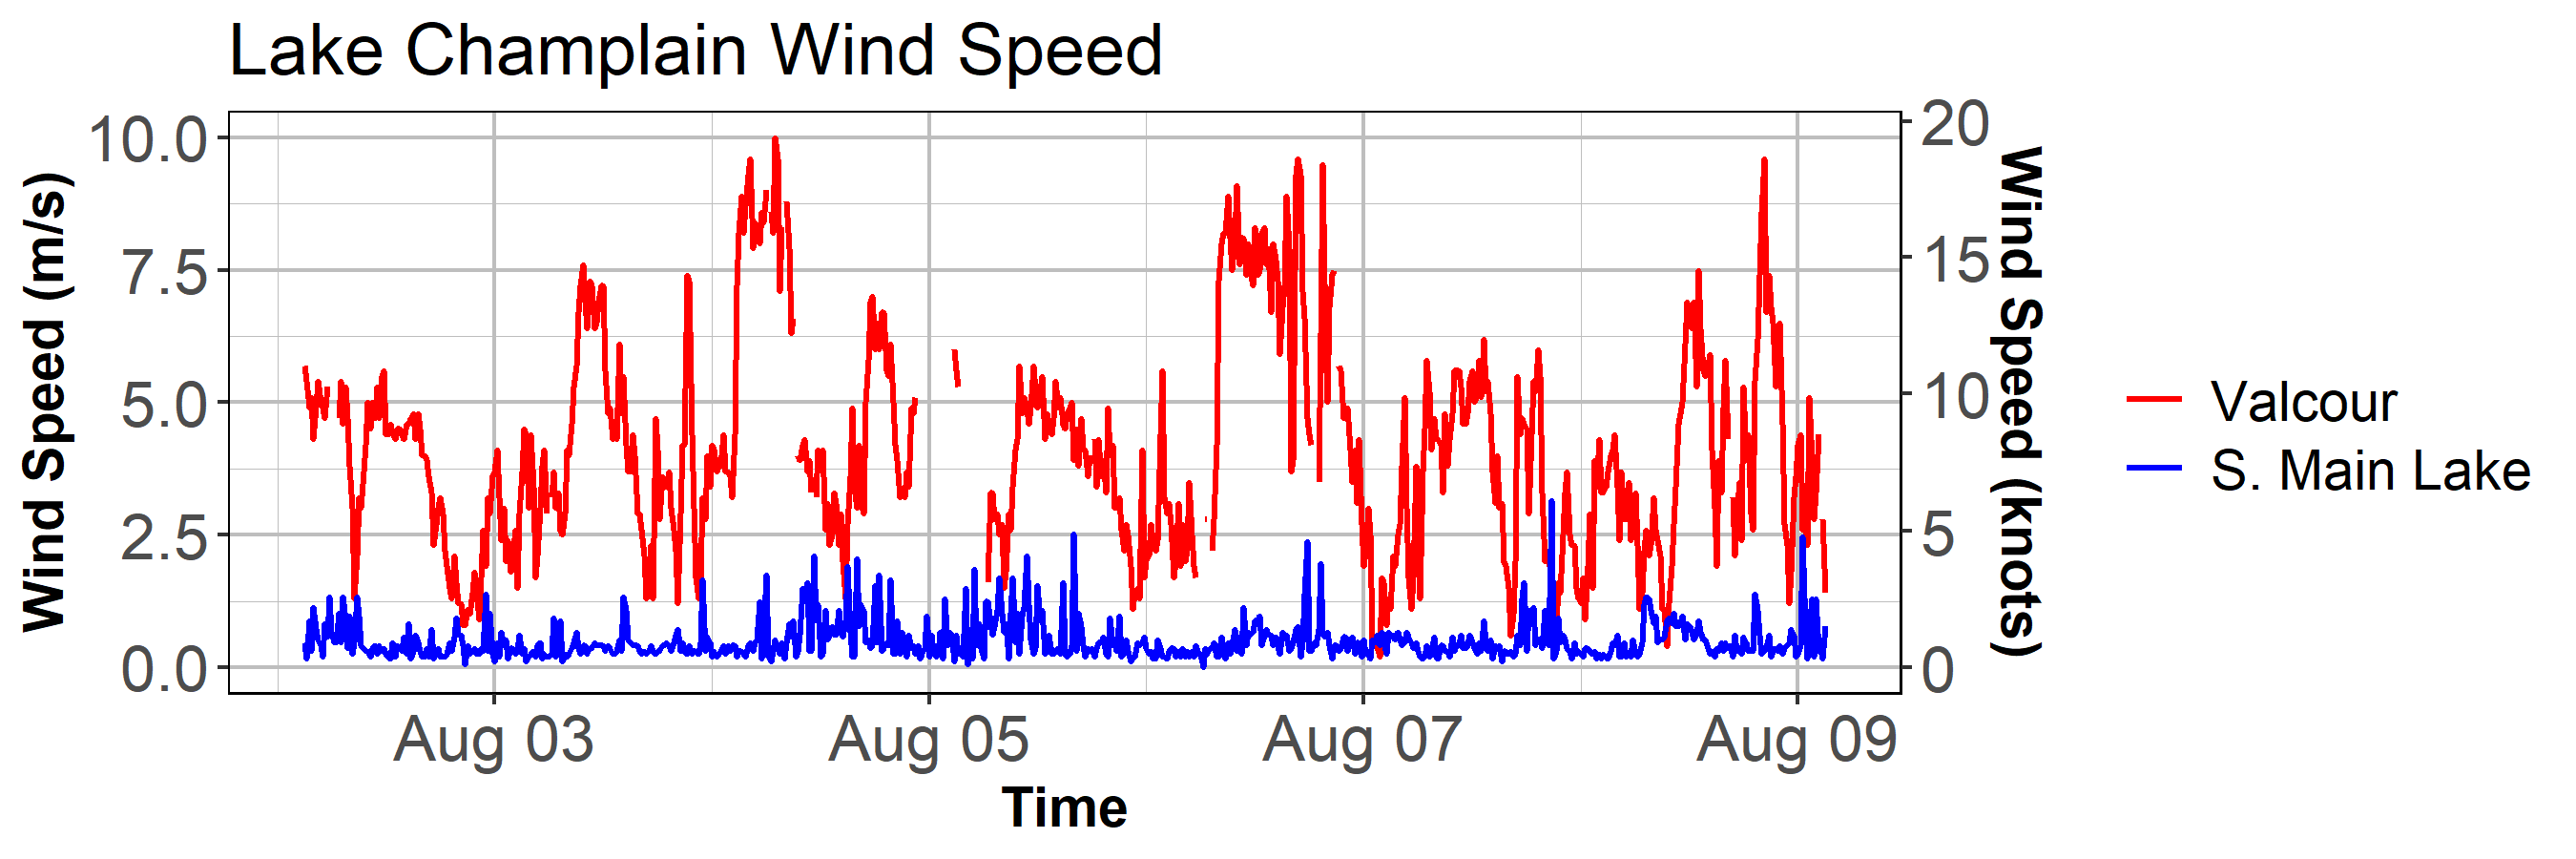 Lake Champlain Wind Speed
Wind Speed (m/s)
10.0
7.5
5.0
2.5
0.0
20
15
10
5
0
Wind Speed (knots)
Aug 03
Aug 05
Aug 07
Aug 09
Time
Valcour
S. Main Lake